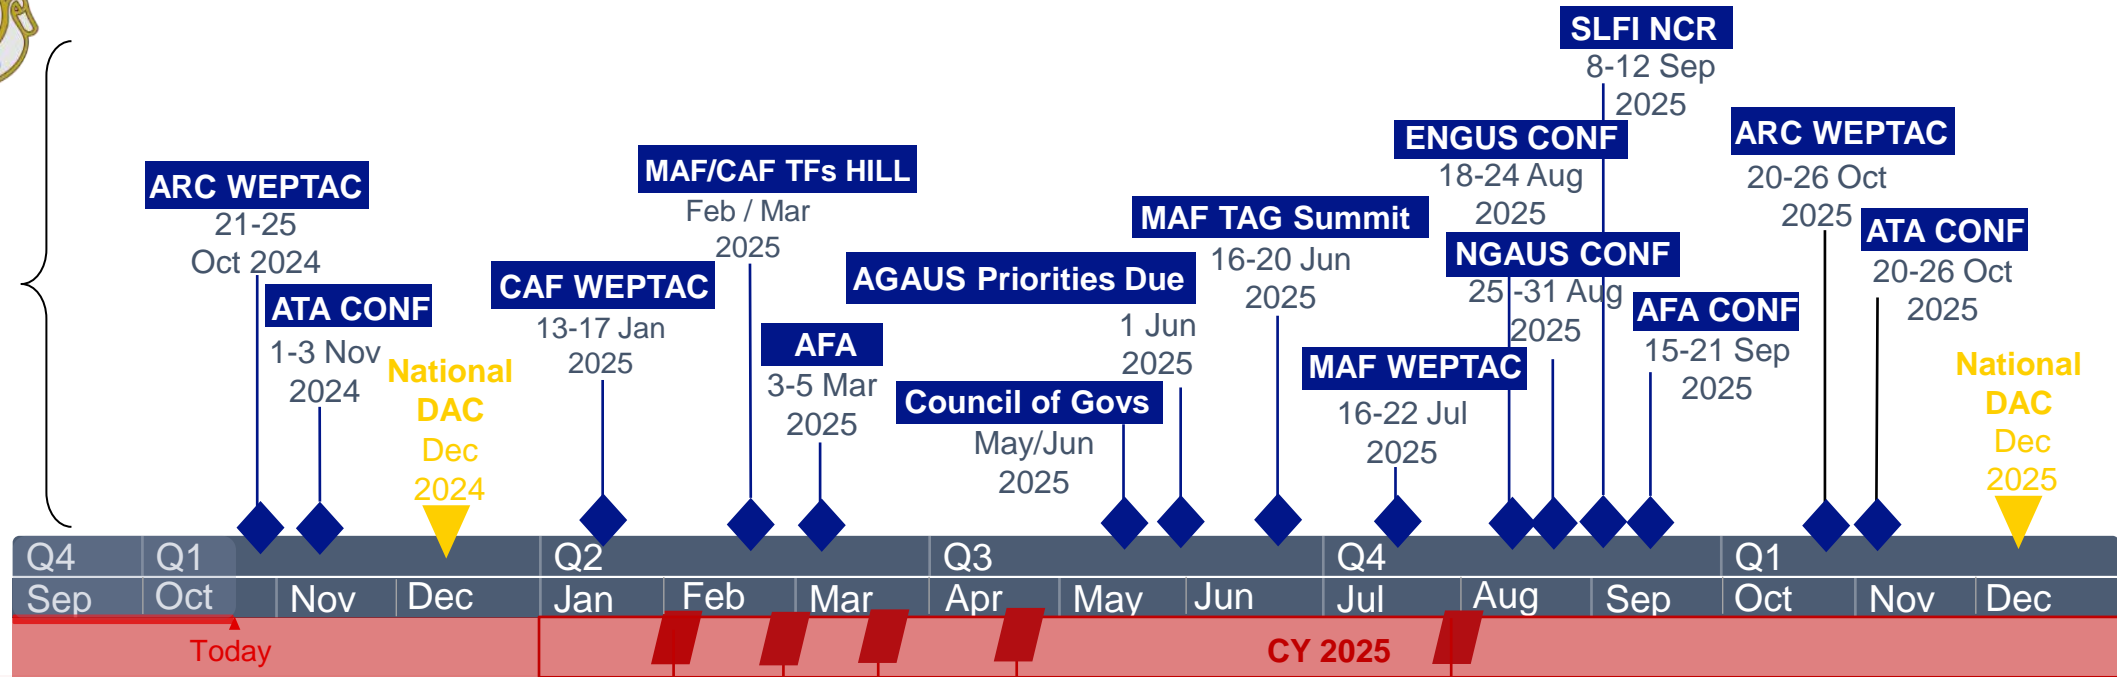 SLFI NCR
8-12 Sep
2025
ENGUS CONF
18-24 Aug
2025
ARC WEPTAC
20-26 Oct
2025
MAF/CAF TFs HILL
Feb / Mar
2025
ARC WEPTAC
21-25
Oct 2024
MAF TAG Summit
16-20 Jun
2025
ATA CONF
20-26 Oct
2025
NGAUS CONF
25 -31 Aug
2025
AGAUS Priorities Due
1 Jun
2025
CAF WEPTAC
13-17 Jan
2025
ATA CONF
1-3 Nov
2024
AFA CONF
15-21 Sep
2025
AFA
3-5 Mar
2025
MAF WEPTAC
16-22 Jul
2025
National
DAC
Dec
2024
National
DAC
Dec
2025
Council of Govs
May/Jun
2025
Q4 Q1 Q2 Q3 Q4 Q1
Sep Oct Nov Dec Jan Feb Mar Apr May Jun Jul Aug Sep Oct Nov Dec
Today
CY 2025